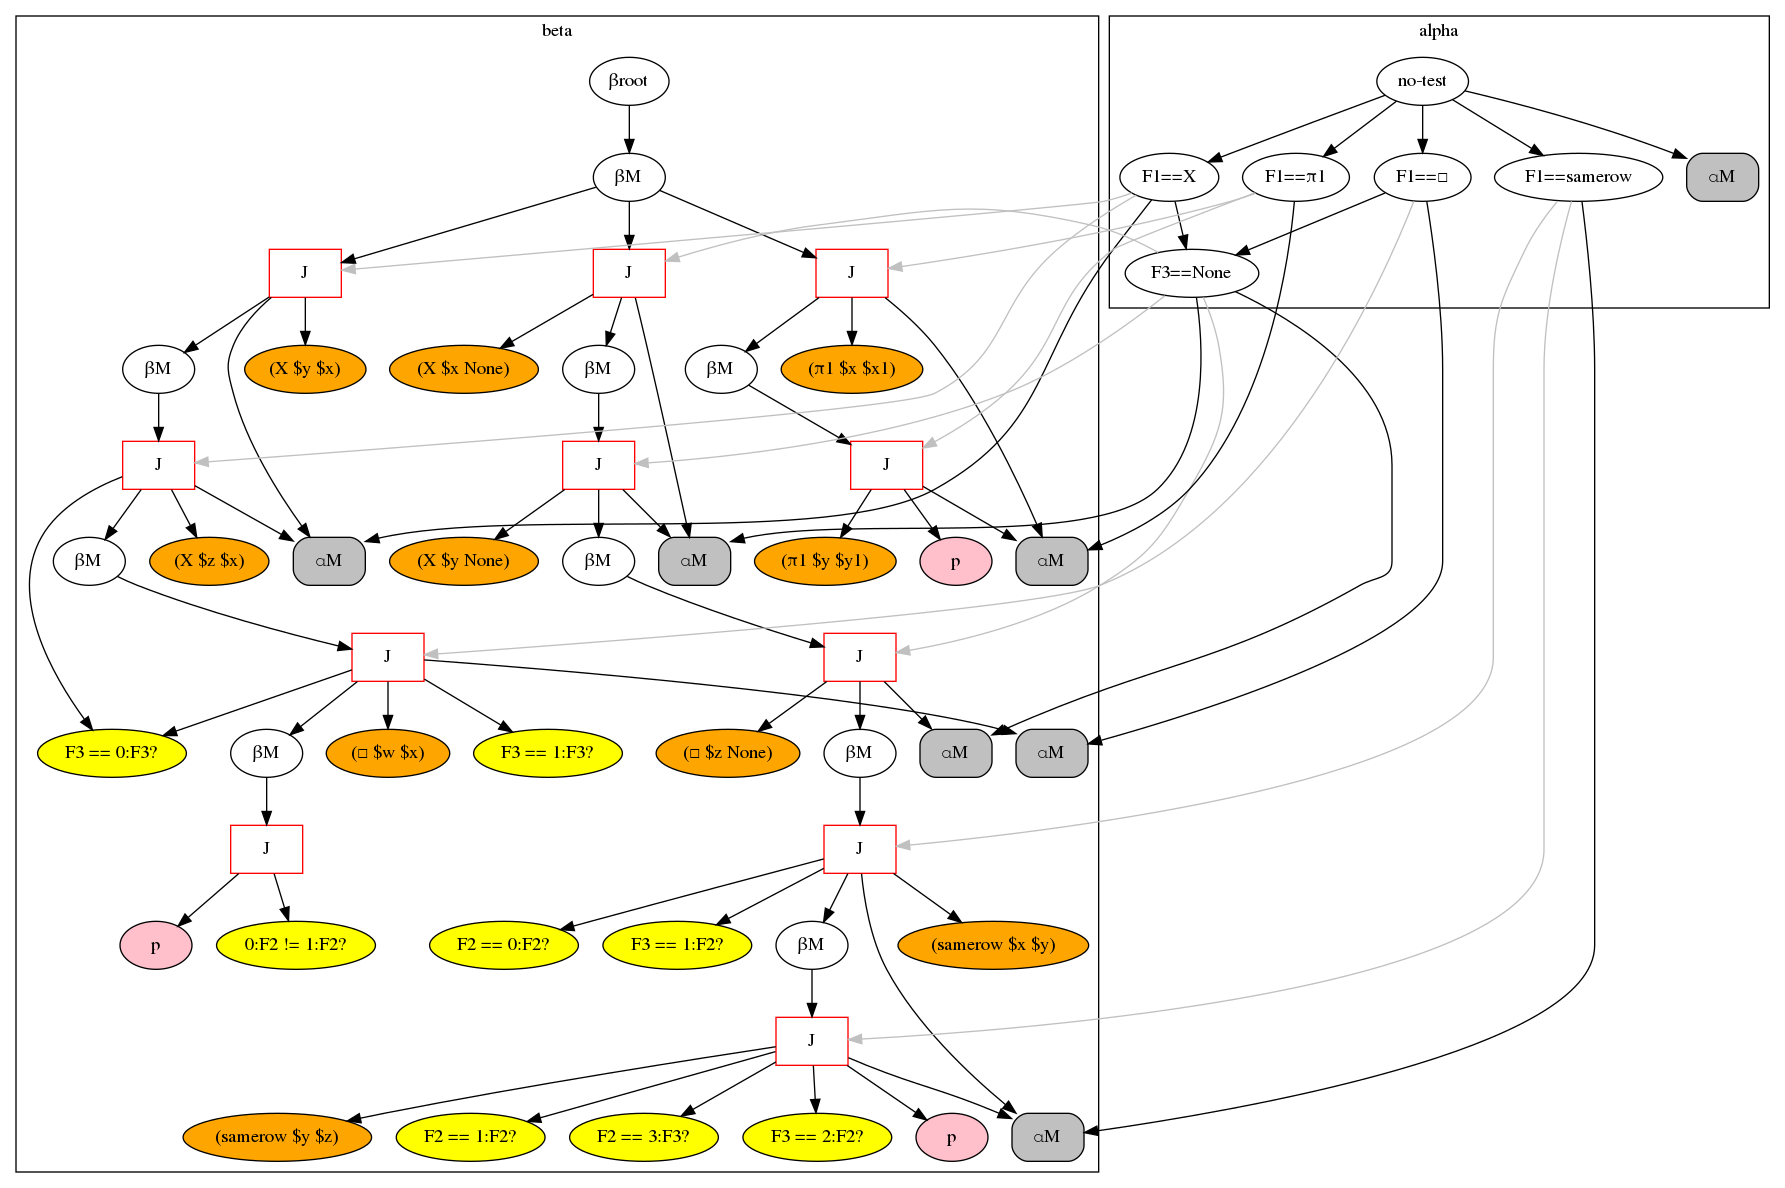 beta
alpha
βroot
no-test
βM
F1==X
F1==π1
F1==□
F1==samerow
αM
J
J
J
F3==None
βM
(X $y $x)
(X $x None)
βM
βM
(π1 $x $x1)
J
J
J
βM
(X $z $x)
αM
(X $y None)
βM
αM
(π1 $y $y1)
p
αM
J
J
F3 == 0:F3?
βM
(□ $w $x)
F3 == 1:F3?
(□ $z None)
βM
αM
αM
J
J
p
0:F2 != 1:F2?
F2 == 0:F2?
F3 == 1:F2?
βM
(samerow $x $y)
J
(samerow $y $z)
F2 == 1:F2?
F2 == 3:F3?
F3 == 2:F2?
p
αM